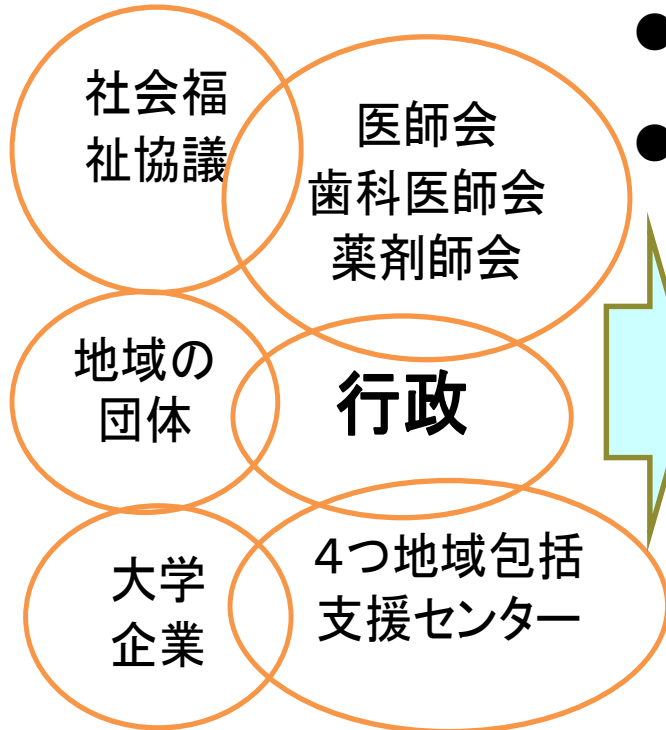 社会福
祉協議
医師会
歯科医師会
薬剤師会
地域の
団体
行政
大学
企業
４つ地域包括
支援センター